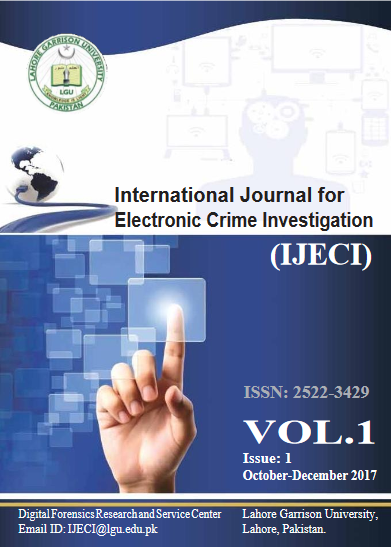 LAHORE GARRISON UNIVERSITY
LGU
PAKISTAN
International Journal for
Electronic Crime Investigation
(IJECI)
ISSN: 2522-3429
VOL.1
Issue: 1
October-December 2017
Digital Forensics Research and Service Center
Email ID: IJECI@lgu.edu.pk
Lahore Garrison University,
Lahore, Pakistan.